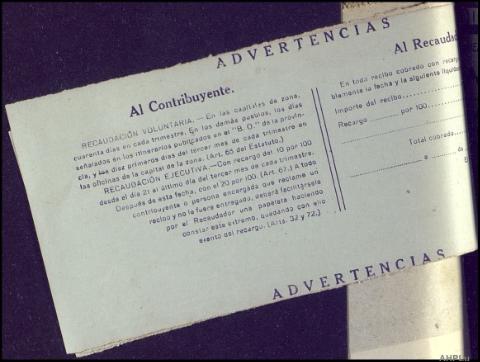 ADVERTENCIAS
Al Contribuyente.
RECAUDACIÓN VOLUNTARIA. — En las capitales de zona,
cuarenta días en cada trimestre. En los demás pueblos, los días
señalados en los itinerarios publicados en el "B. O." de la provin-
cia, y los diez primeros días del tercer mes de cada trimestre en
las oficinas de la capital de la zona. (Art. 65 del Estatuto.)
RECAUDACIÓN EJECUTIVA.—Con recargo del 10 por 100
desde el día 21 al último día del tercer mes de cada trimestre.
Después de esta fecha, con el 20 por 100. (Art. 67.) A todo
contribuyente o persona encargada que reclame un
recibo y no le fuera entregado, deberá facilitársele
por el Recaudador una papeleta haciendo
constar este extremo, quedando con ello
exento del recargo. (Arts. 32 y 72.)
Al Recaudador
En todo recibo cobrado con recargo
blamente la fecha y la siguiente liquida
Importe del recibo
Recargo por 100
Total cobrado
a de
ADVERTENCIAS